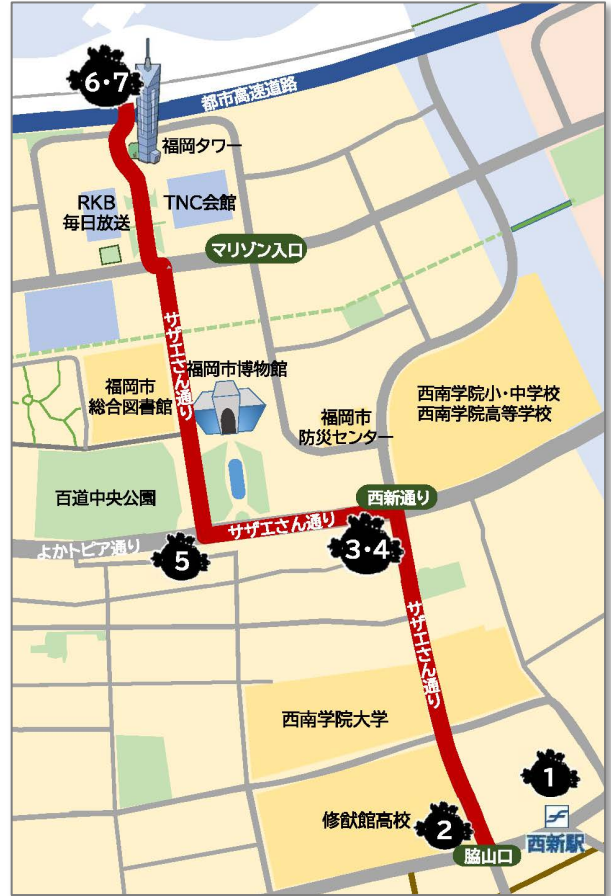 6・7
都市高速道路
福岡タワー
RKB
毎日放送
TNC会館
マリゾン入口
サザエさん通り
福岡市博物館
福岡市
総合図書館
西南学院小・中学校
西南学院高等学校
福岡市
防災センター
百道中央公園
西新通り
サザエさん通り
よかトピア通り
5
3・4
サザエさん通り
西南学院大学
1
修猷館高校
2
西新駅
脇山口